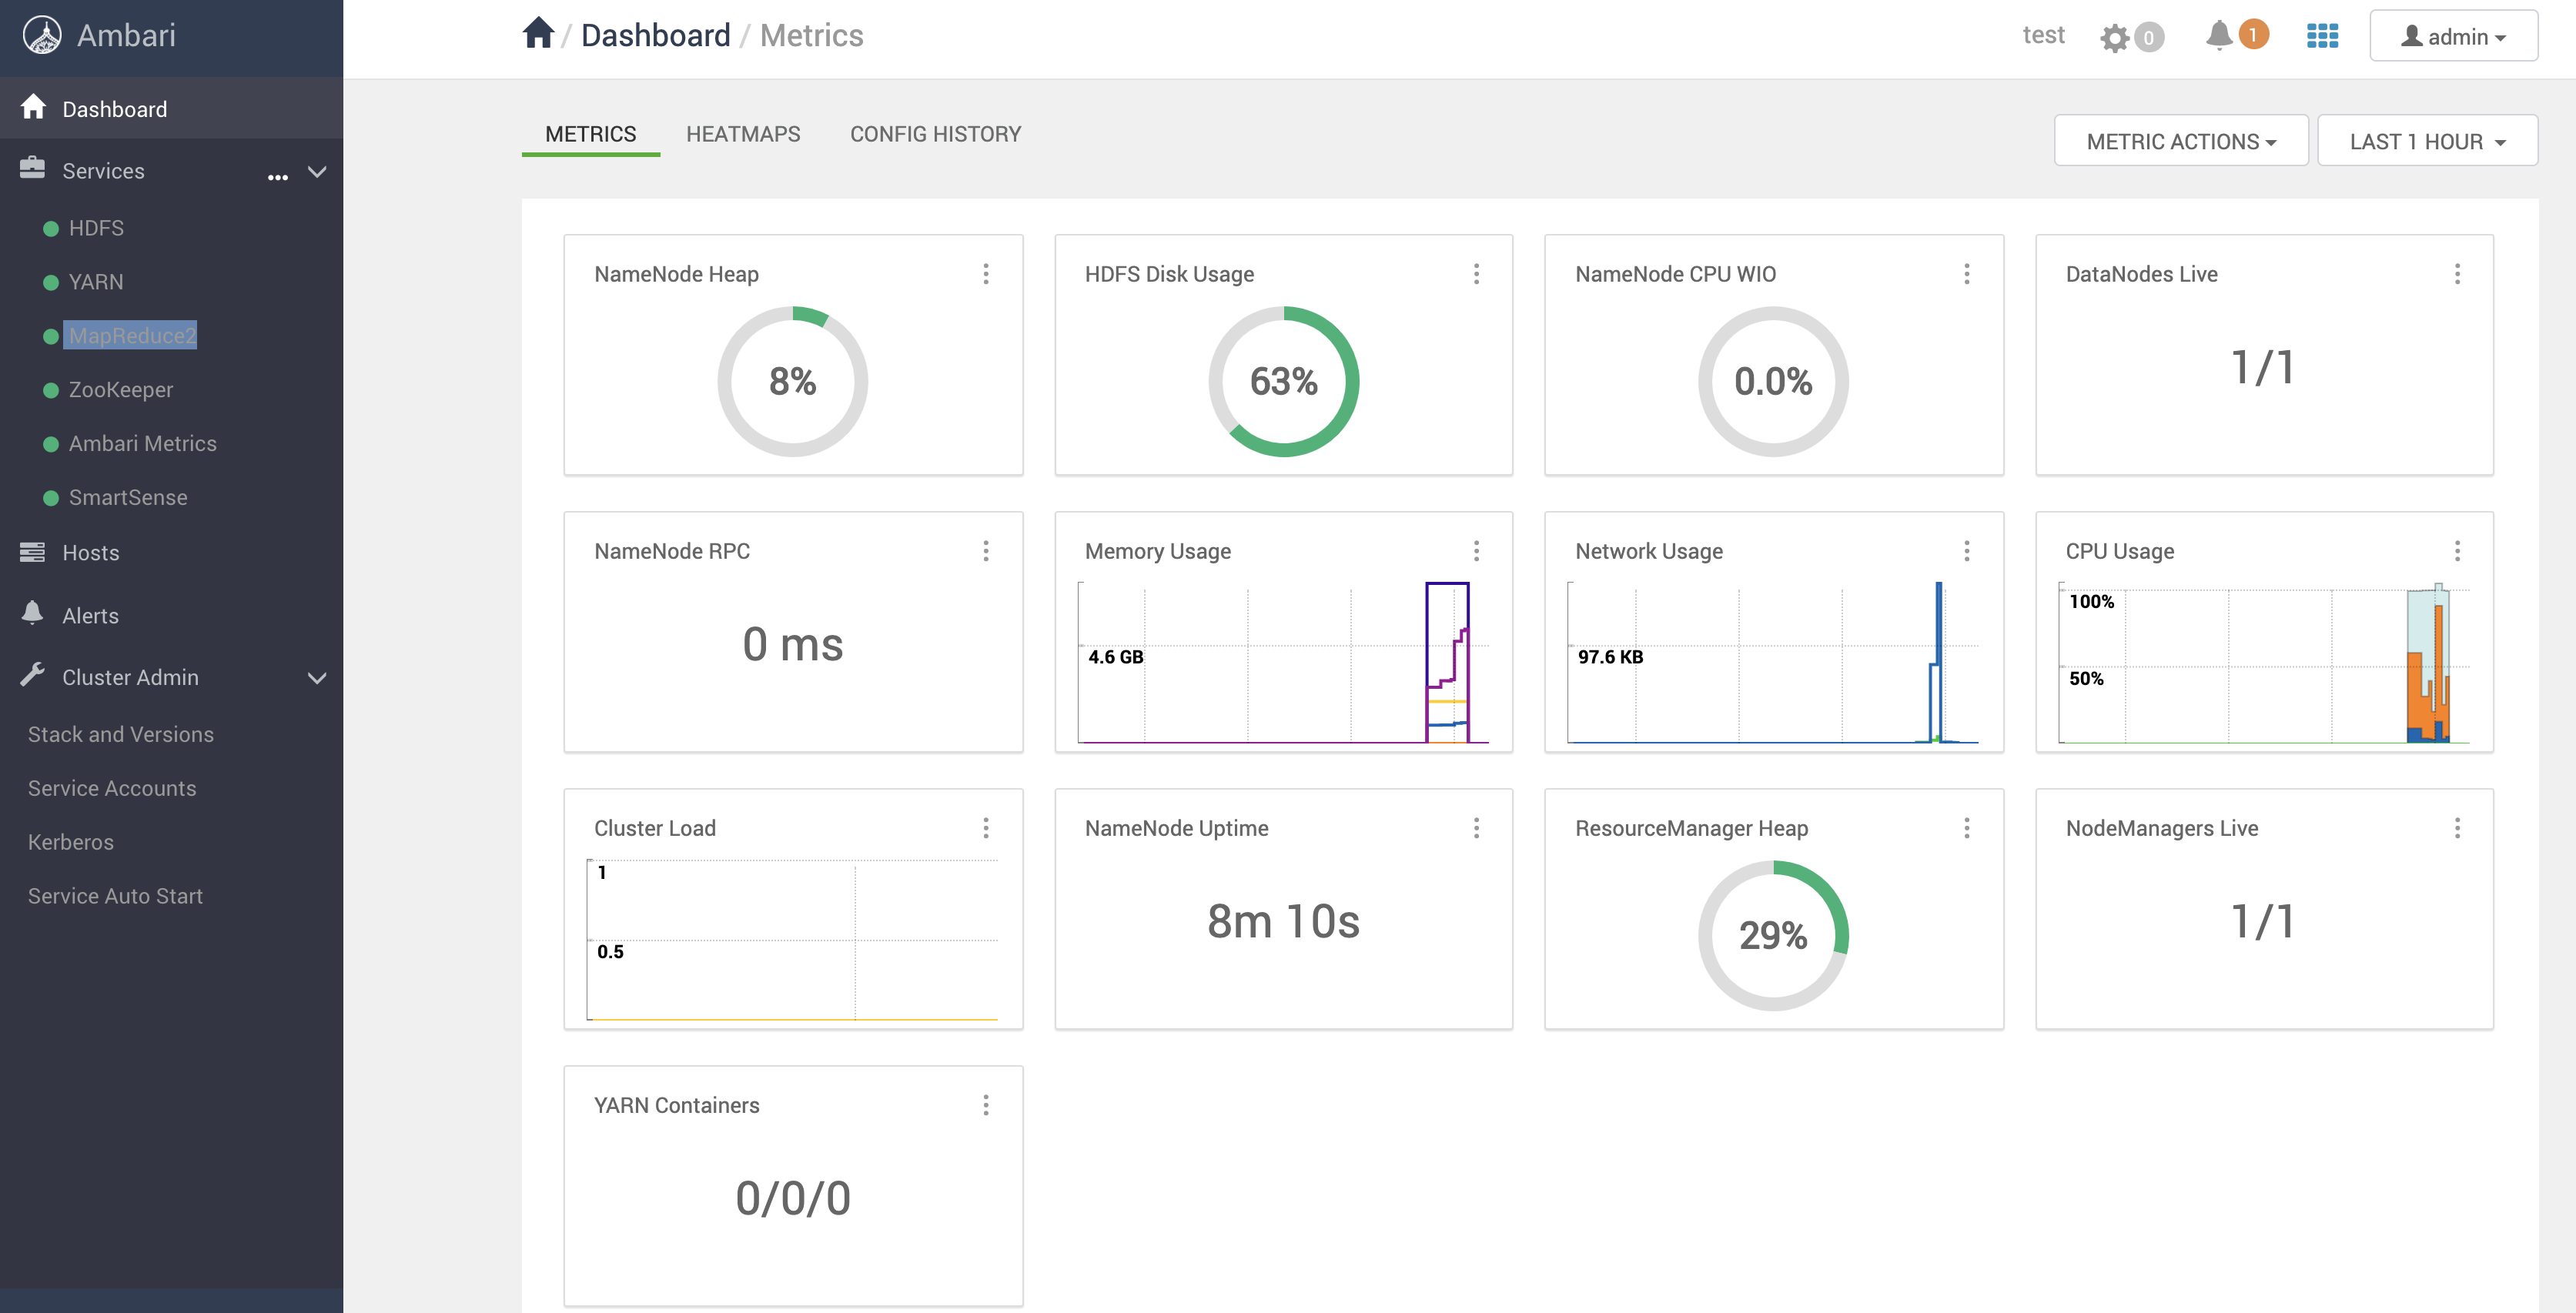 Ambari
Dashboard
Services
...
HDFS
YARN
MapReduce2
ZooKeeper
Ambari Metrics
SmartSense
Hosts
Alerts
Cluster Admin
Stack and Versions
Service Accounts
Kerberos
Service Auto Start
/ Dashboard / Metrics
test
0
1
admin
METRICS
HEATMAPS
CONFIG HISTORY
METRIC ACTIONS
LAST 1 HOUR
NameNode Heap
8%
HDFS Disk Usage
63%
NameNode CPU WIO
0.0%
DataNodes Live
1/1
NameNode RPC
0 ms
Memory Usage
4.6 GB
Network Usage
97.6 KB
CPU Usage
100%
50%
Cluster Load
1
0.5
NameNode Uptime
8m 10s
ResourceManager Heap
29%
NodeManagers Live
1/1
YARN Containers
0/0/0